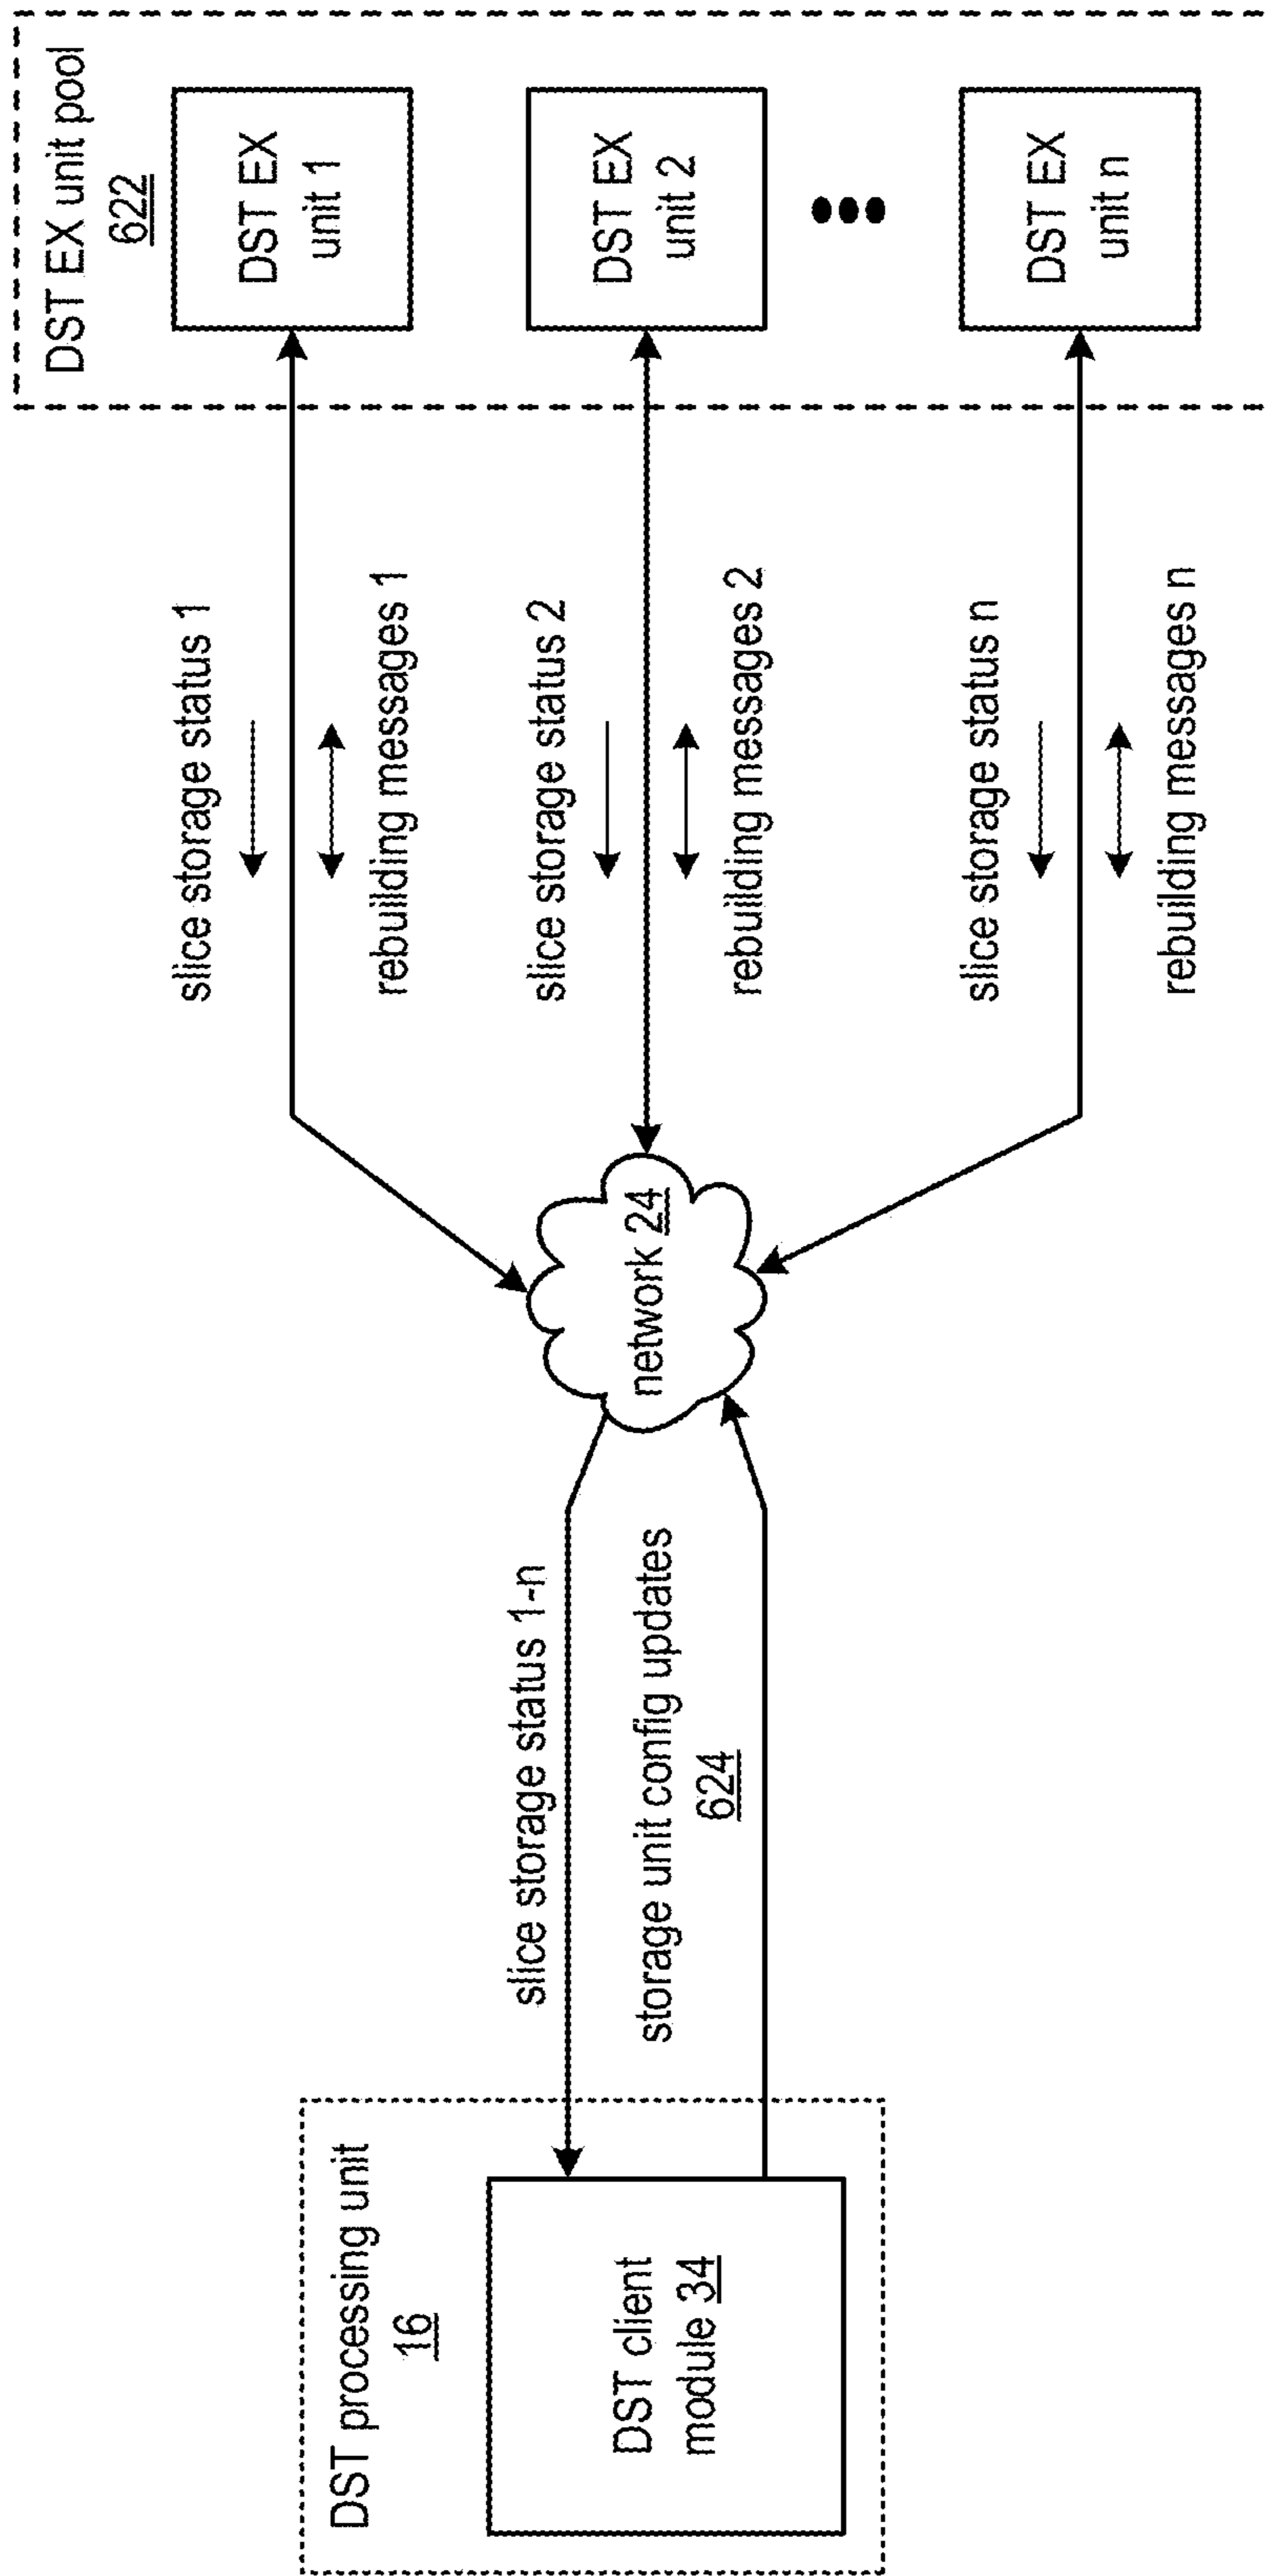 DST processing unit
16
DST client
module 34
slice storage status 1-n
storage unit config updates
624
network 24
slice storage status 1
rebuilding messages 1
slice storage status 2
rebuilding messages 2
slice storage status n
rebuilding messages n
DST EX unit pool
622
DST EX
unit 1
DST EX
unit 2
DST EX
unit n